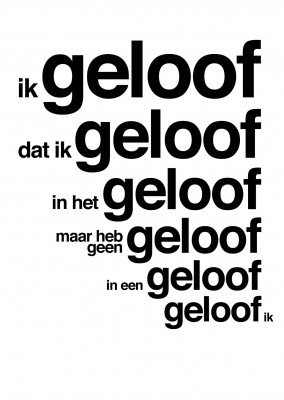 ik geloof
dat ik geloof
in het geloof
maar heb
geen geloof
in een geloof
geloof ik